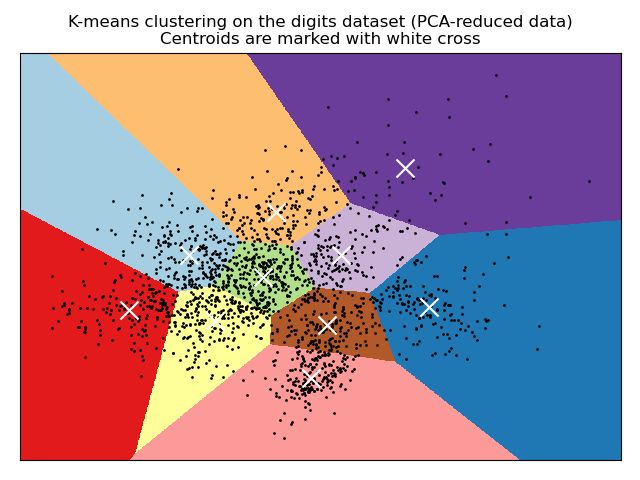 K-means clustering on the digits dataset (PCA-reduced data)
Centroids are marked with white cross